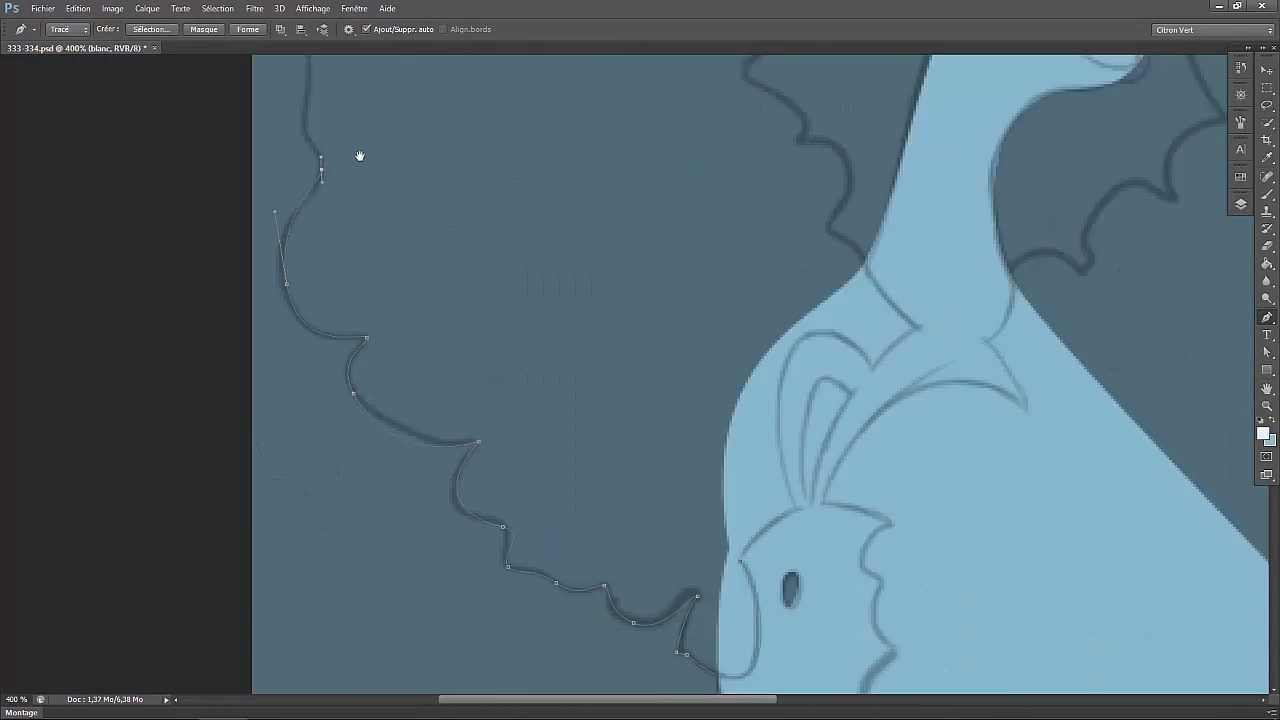 Ps Fichier Edition Image Calque Texte Sélection Filtre 3D Affichage Fenêtre Aide
Tracé Créer: Sélection... Masque Forme Ajout/Suppr. auto Align.bords Citron Vert
333-334.psd @ 400% (blanc, RVB/8) * ×
400 % Doc : 1,37 Mo/6,38 Mo
Montage